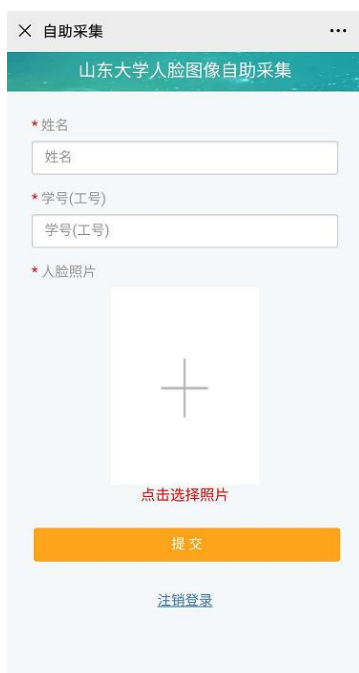 自助采集
山东大学人脸图像自助采集
*姓名
姓名
*学号(工号)
学号(工号)
*人脸照片
点击选择照片
提交
注销登录